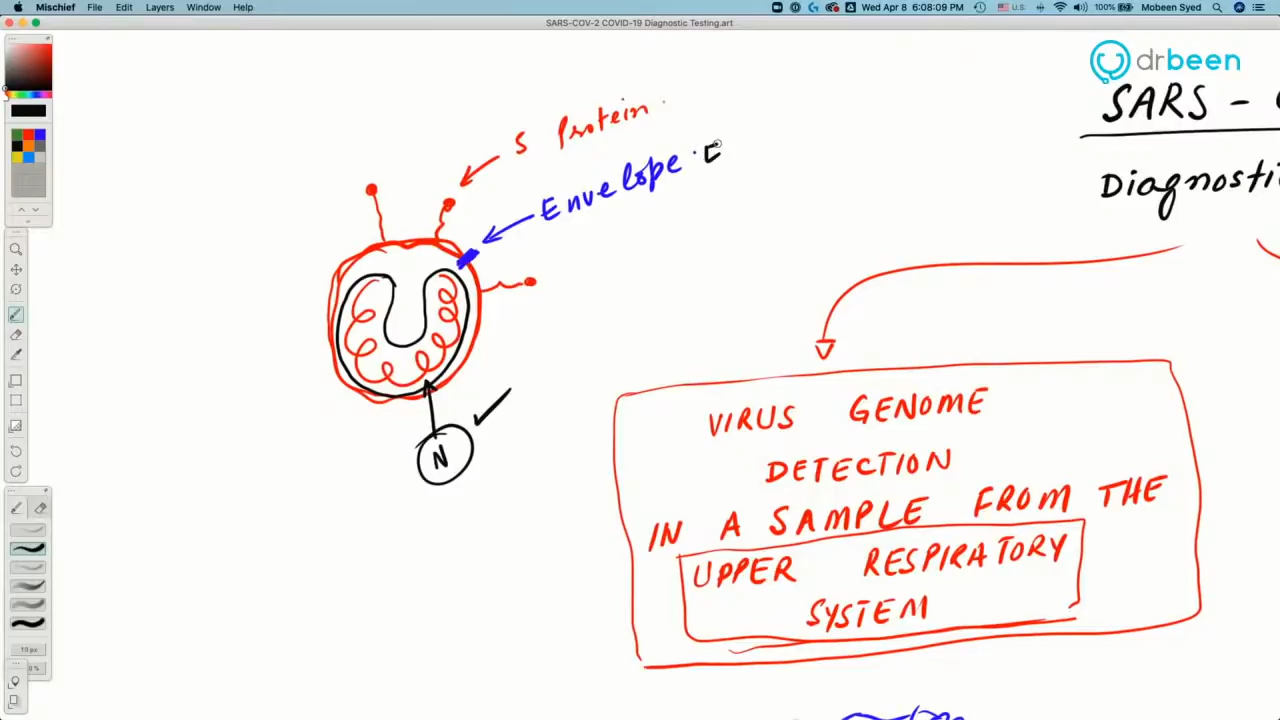 Mischief File Edit Layers Window Help
100% Wed Apr 8 6:08:09 PM U.S. Mobeen Syed
SARS-COV-2 COVID-19 Diagnostic Testing.art
drbeen
SARS -
Diagnosti
S Protein
Envelope . E
N
VIRUS GENOME
DETECTION
IN A SAMPLE FROM THE
UPPER RESPIRATORY
SYSTEM
10 px